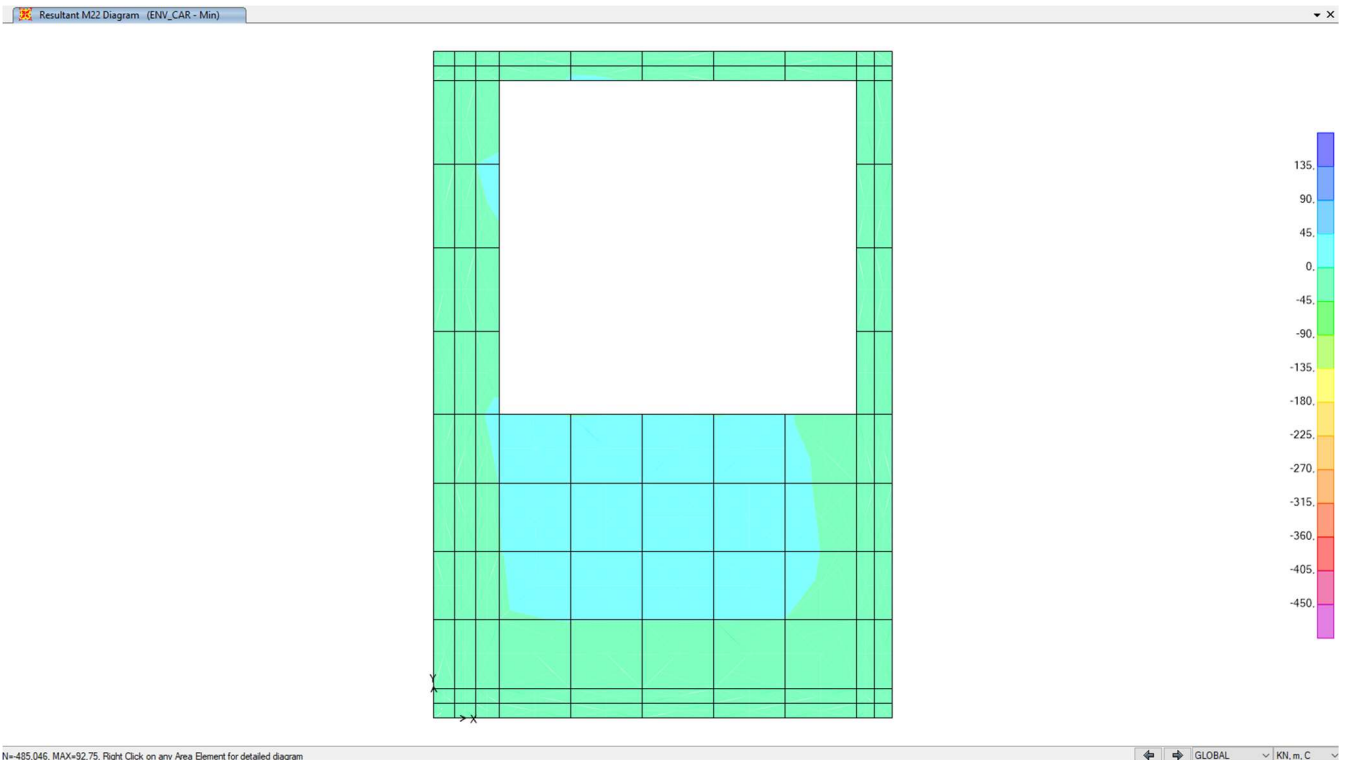 Resultant M22 Diagram (ENV_CAR - Min)
135,
90,
45,
0,
-45,
-90,
-135,
-180,
-225,
-270,
-315,
-360,
-405,
-450,
Y
X
N=-485,046, MAX=92,75, Right Click on any Area Element for detailed diagram
GLOBAL
KN, m, C